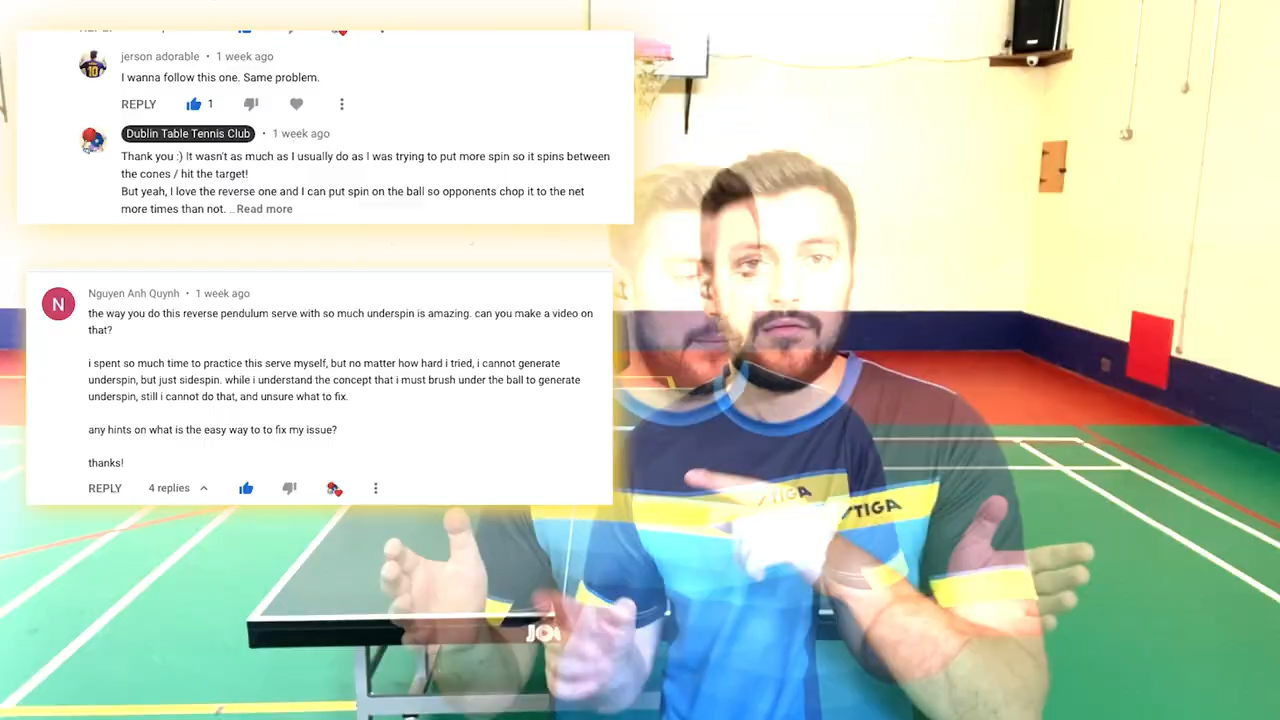 jerson adorable • 1 week ago
I wanna follow this one. Same problem.
REPLY 1
10
Dublin Table Tennis Club • 1 week ago
Thank you :) It wasn't as much as I usually do as I was trying to put more spin so it spins between
the cones / hit the target!
But yeah, I love the reverse one and I can put spin on the ball so opponents chop it to the net
more times than not. ...Read more
N
Nguyen Anh Quynh • 1 week ago
the way you do this reverse pendulum serve with so much underspin is amazing. can you make a video on
that?
i spent so much time to practice this serve myself, but no matter how hard i tried, i cannot generate
underspin, but just sidespin. while i understand the concept that i must brush under the ball to generate
underspin, still i cannot do that, and unsure what to fix.
any hints on what is the easy way to to fix my issue?
thanks!
REPLY 4 replies
STIGA
STIGA